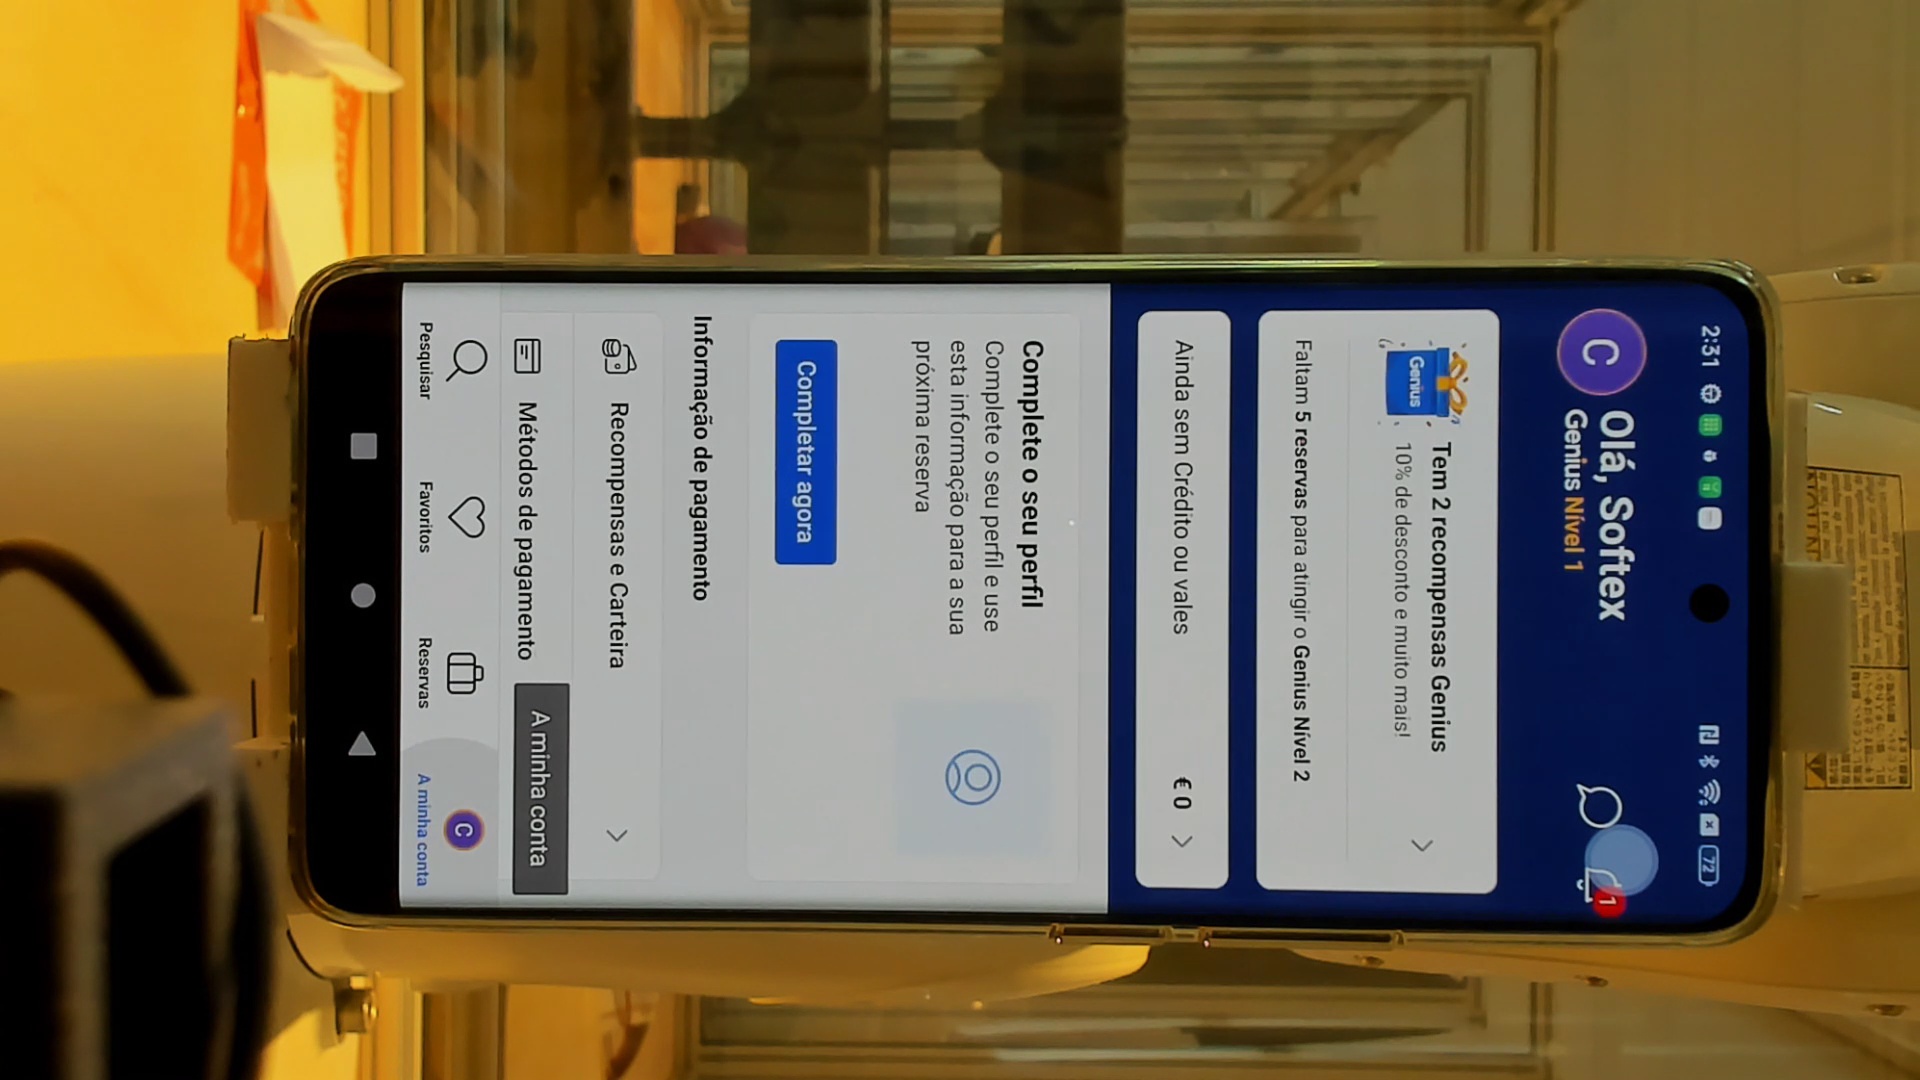 2:31
72
C
Olá, Softex
Genius Nível 1
1
Genius
Tem 2 recompensas Genius
10% de desconto e muito mais!
Faltam 5 reservas para atingir o Genius Nível 2
Ainda sem Crédito ou vales
€ 0
Complete o seu perfil
Complete o seu perfil e use
esta informação para a sua
próxima reserva
Completar agora
Informação de pagamento
Recompensas e Carteira
Métodos de pagamento
A minha conta
C
Pesquisar
Favoritos
Reservas
A minha conta